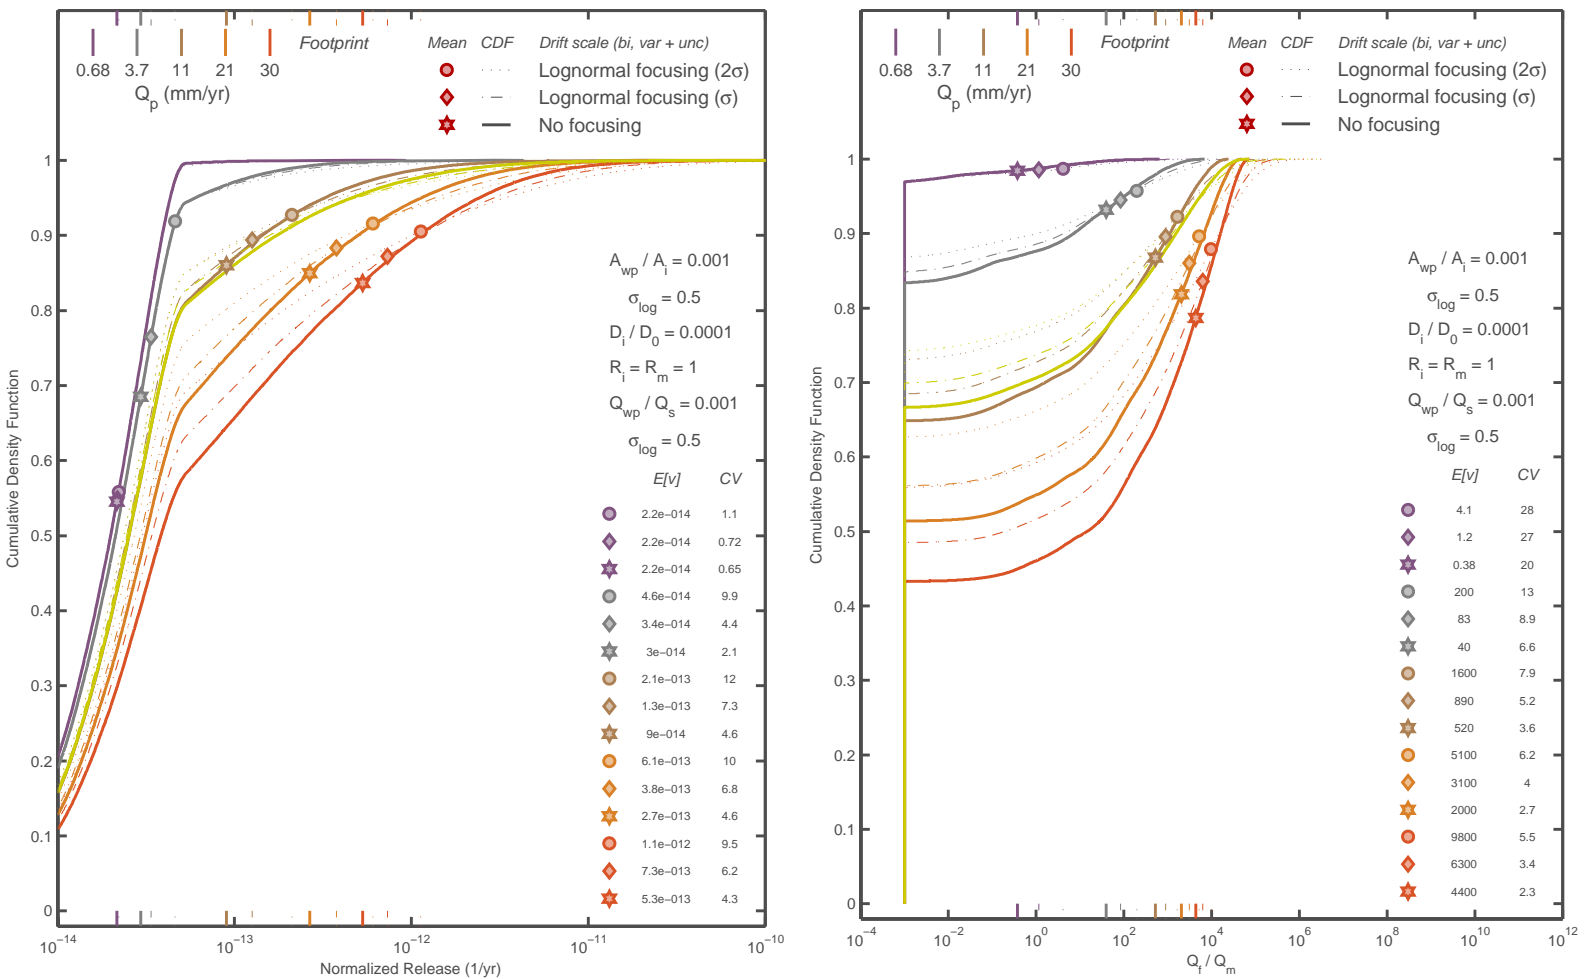 Footprint Mean CDF Drift scale (bi, var + unc)
0.68 3.7 11 21 30
Lognormal focusing (2σ)
Q_p (mm/yr)
Lognormal focusing (σ)
No focusing
1
0.9
0.8
0.7
0.6
0.5
0.4
0.3
0.2
0.1
0
Cumulative Density Function
A_wp / A_i = 0.001
σ_log = 0.5
D_i / D_0 = 0.0001
R_i = R_m = 1
Q_wp / Q_s = 0.001
σ_log = 0.5
E[v] CV
2.2e−014 1.1
2.2e−014 0.72
2.2e−014 0.65
4.6e−014 9.9
3.4e−014 4.4
3e−014 2.1
2.1e−013 12
1.3e−013 7.3
9e−014 4.6
6.1e−013 10
3.8e−013 6.8
2.7e−013 4.6
1.1e−012 9.5
7.3e−013 6.2
5.3e−013 4.3
10^−14 10^−13 10^−12 10^−11 10^−10
Normalized Release (1/yr)
Footprint Mean CDF Drift scale (bi, var + unc)
0.68 3.7 11 21 30
Lognormal focusing (2σ)
Q_p (mm/yr)
Lognormal focusing (σ)
No focusing
1
0.9
0.8
0.7
0.6
0.5
0.4
0.3
0.2
0.1
0
Cumulative Density Function
A_wp / A_i = 0.001
σ_log = 0.5
D_i / D_0 = 0.0001
R_i = R_m = 1
Q_wp / Q_s = 0.001
σ_log = 0.5
E[v] CV
4.1 28
1.2 27
0.38 20
200 13
83 8.9
40 6.6
1600 7.9
890 5.2
520 3.6
5100 6.2
3100 4
2000 2.7
9800 5.5
6300 3.4
4400 2.3
10^−4 10^−2 10^0 10^2 10^4 10^6 10^8 10^10 10^12
Q_f / Q_m